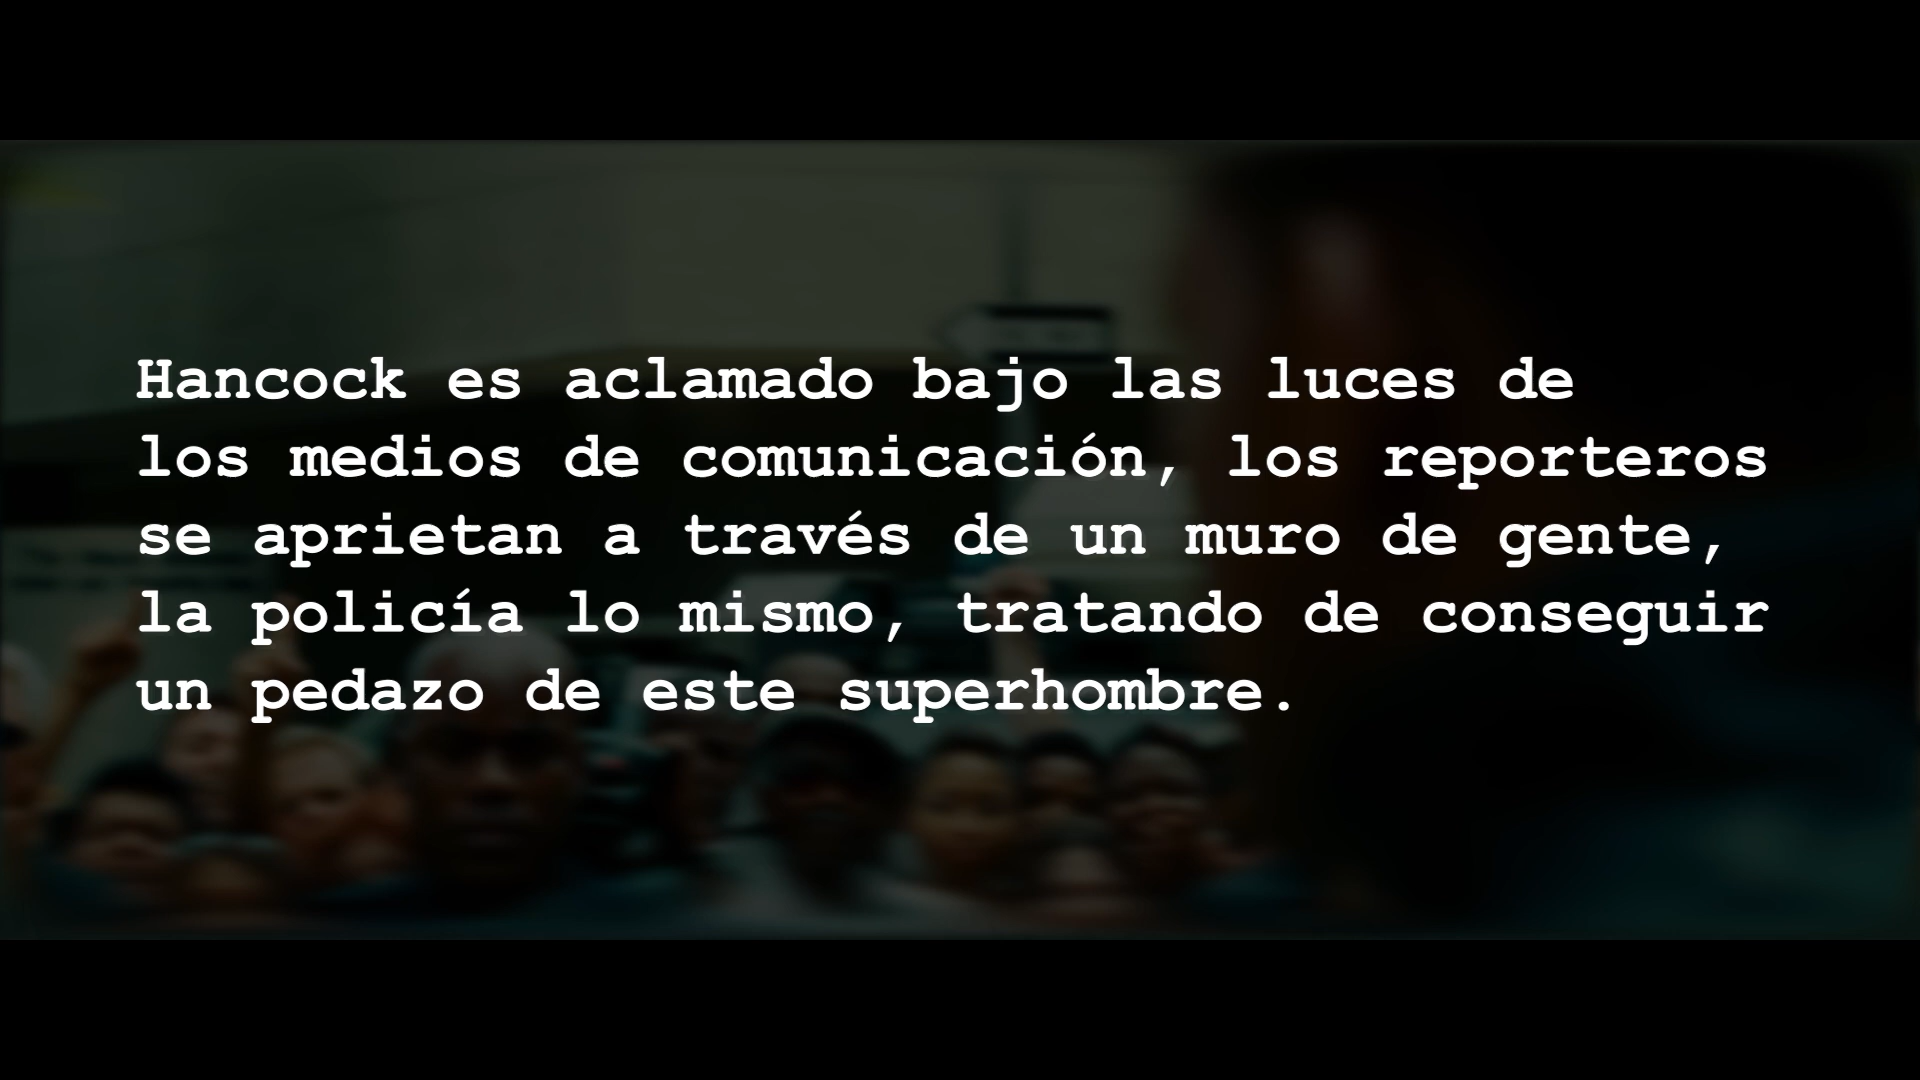 Hancock es aclamado bajo las luces de
los medios de comunicación, los reporteros
se aprietan a través de un muro de gente,
la policía lo mismo, tratando de conseguir
un pedazo de este superhombre.